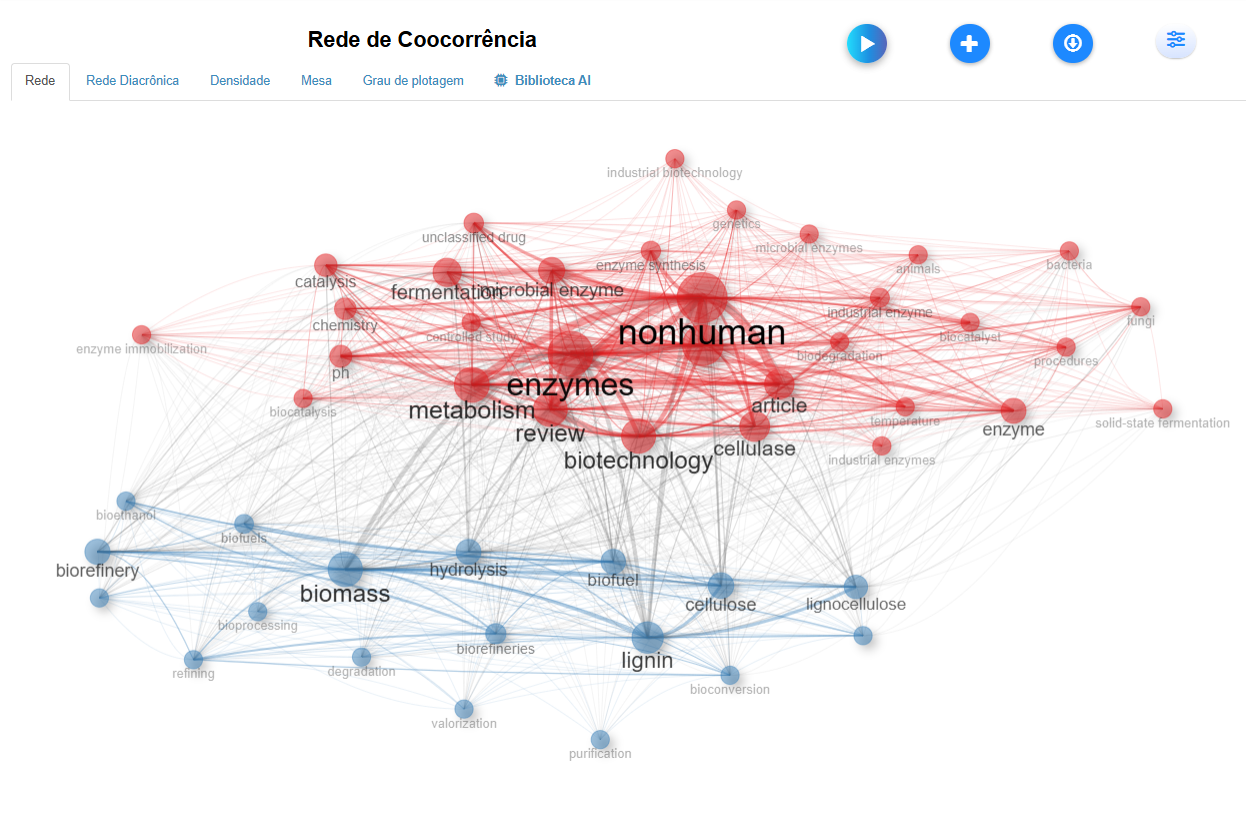 Rede de Coocorrência
Rede
Rede Diacrônica
Densidade
Mesa
Grau de plotagem
Biblioteca AI
industrial biotechnology
genetics
unclassified drug
microbial enzymes
enzyme synthesis
animals
bacteria
catalysis
fermentation
microbial enzyme
industrial enzyme
fungi
chemistry
controlled study
nonhuman
biocatalyst
enzyme immobilization
biodegradation
procedures
ph
enzymes
biocatalysis
metabolism
article
temperature
solid-state fermentation
review
enzyme
cellulase
biotechnology
industrial enzymes
bioethanol
biofuels
biorefinery
hydrolysis
biofuel
biomass
cellulose
lignocellulose
bioprocessing
biorefineries
lignin
refining
degradation
bioconversion
valorization
purification